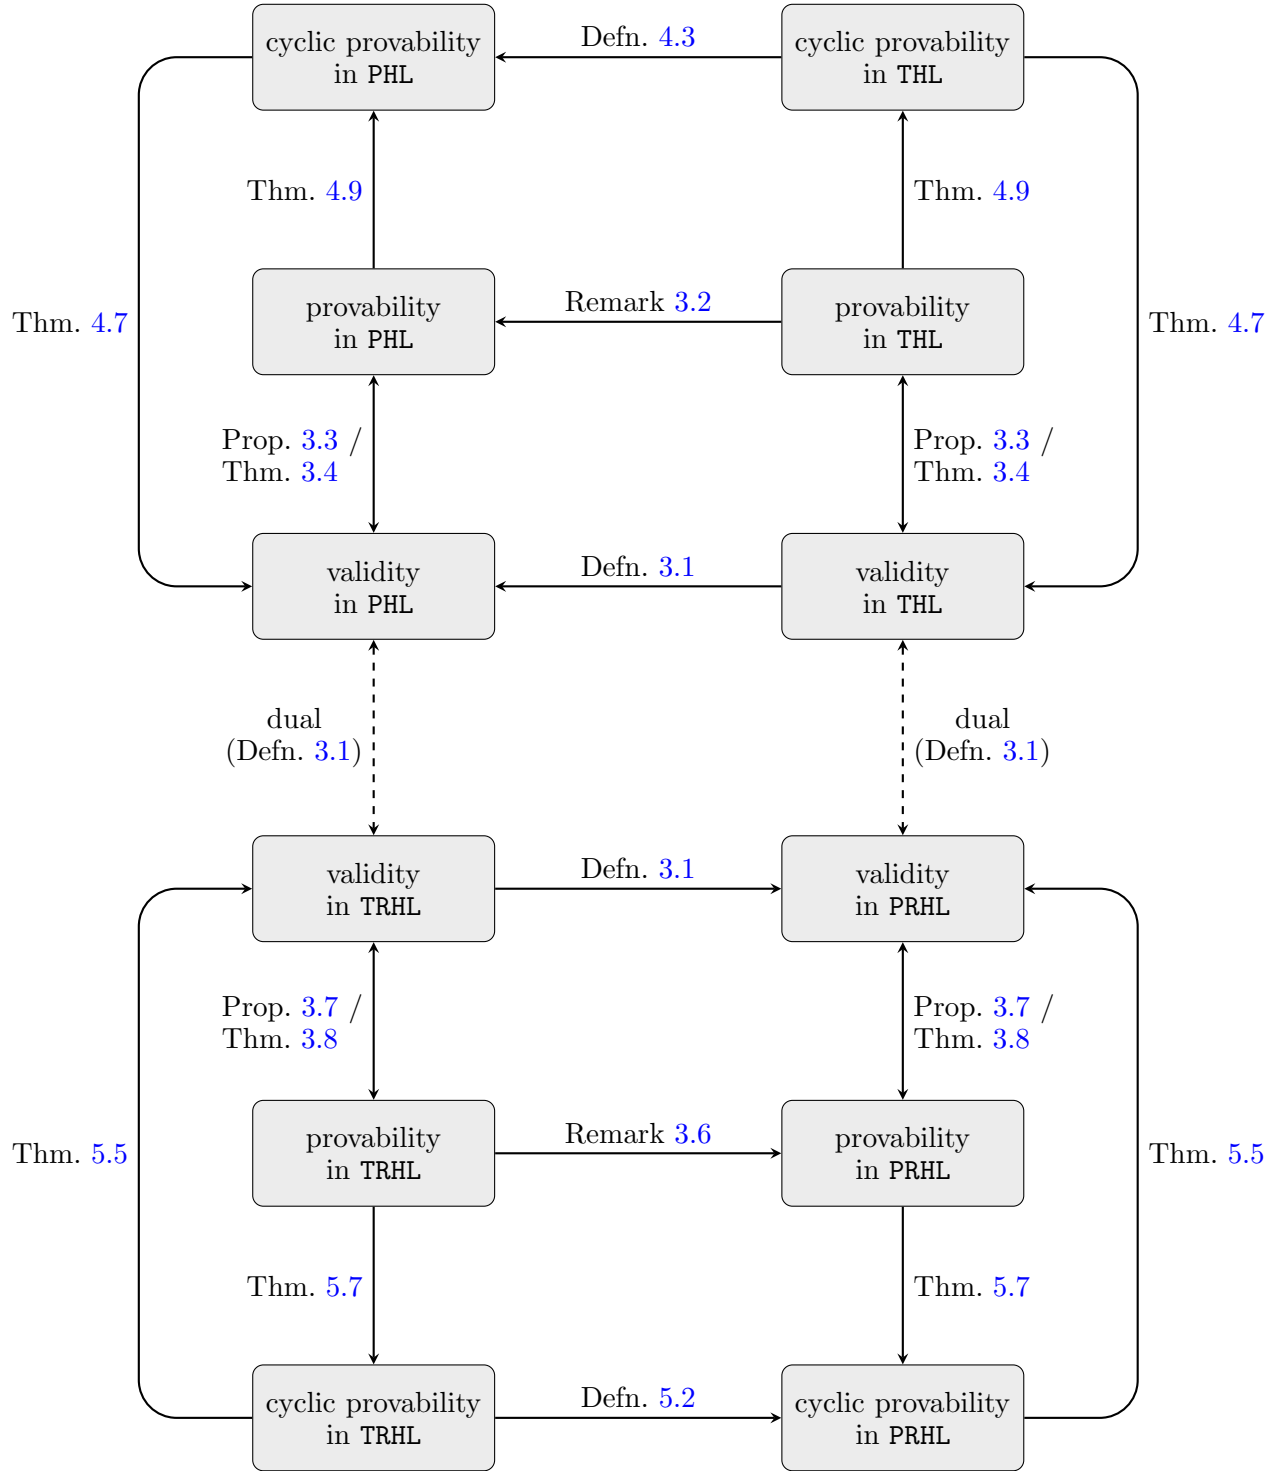 cyclic provability
in PHL
Defn. 4.3
cyclic provability
in THL
Thm. 4.9
Thm. 4.9
Thm. 4.7
provability
in PHL
Remark 3.2
provability
in THL
Thm. 4.7
Prop. 3.3 /
Thm. 3.4
Prop. 3.3 /
Thm. 3.4
validity
in PHL
Defn. 3.1
validity
in THL
dual
(Defn. 3.1)
dual
(Defn. 3.1)
validity
in TRHL
Defn. 3.1
validity
in PRHL
Prop. 3.7 /
Thm. 3.8
Prop. 3.7 /
Thm. 3.8
Thm. 5.5
provability
in TRHL
Remark 3.6
provability
in PRHL
Thm. 5.5
Thm. 5.7
Thm. 5.7
cyclic provability
in TRHL
Defn. 5.2
cyclic provability
in PRHL